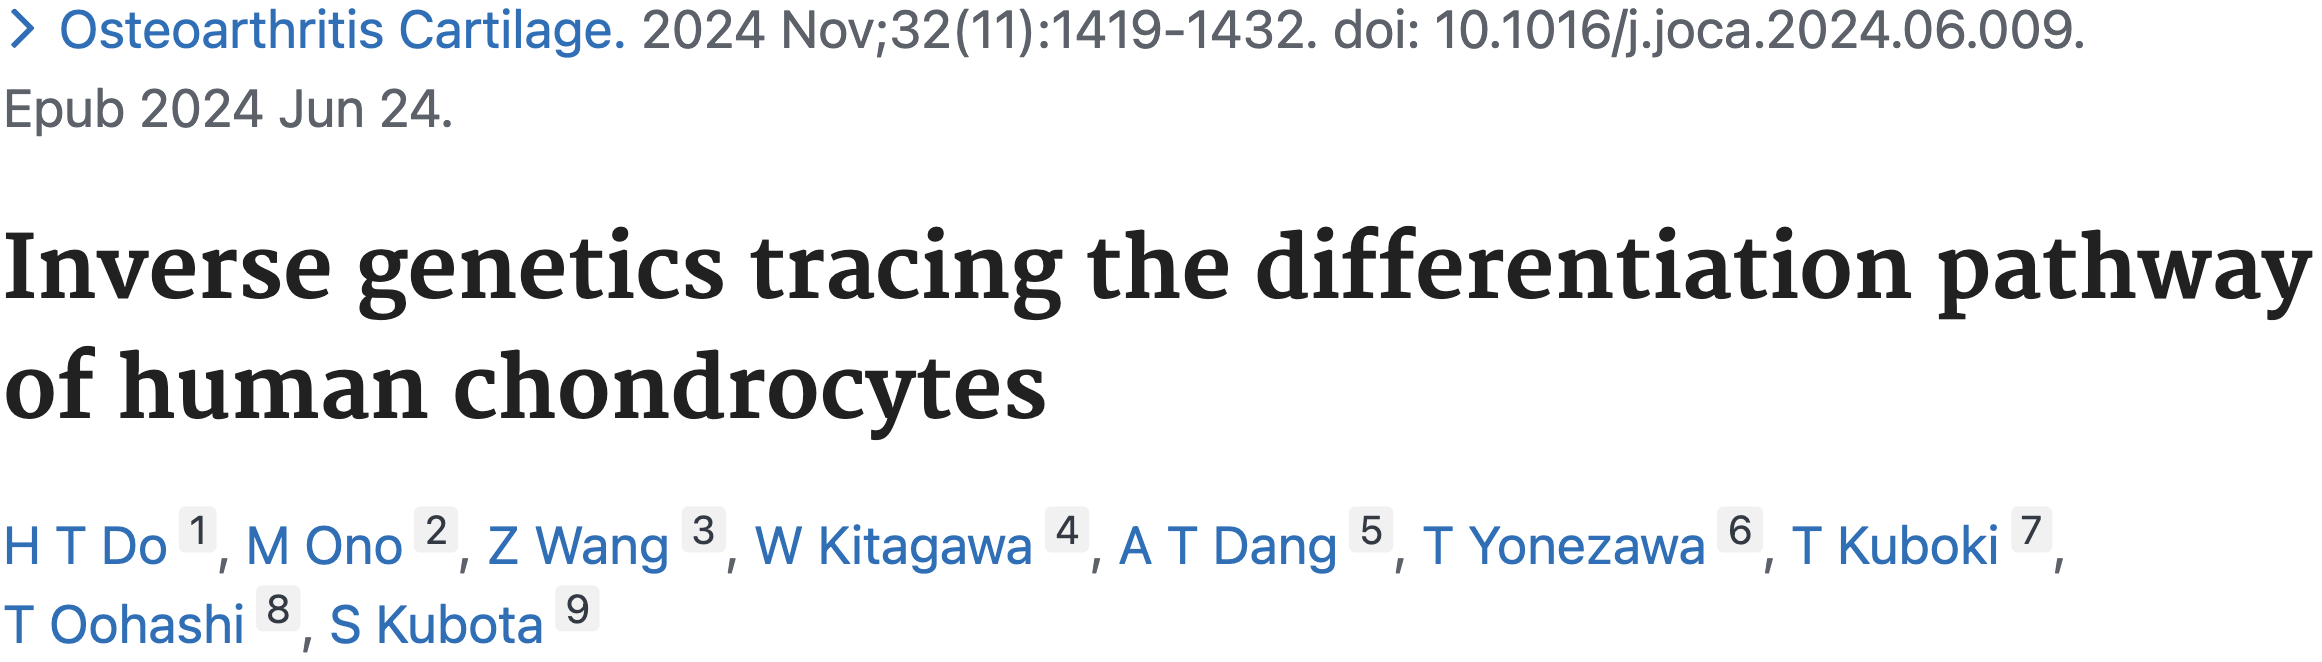 > Osteoarthritis Cartilage. 2024 Nov;32(11):1419-1432. doi: 10.1016/j.joca.2024.06.009.
Epub 2024 Jun 24.
Inverse genetics tracing the differentiation pathway
of human chondrocytes
H T Do 1, M Ono 2, Z Wang 3, W Kitagawa 4, A T Dang 5, T Yonezawa 6, T Kuboki 7,
T Oohashi 8, S Kubota 9